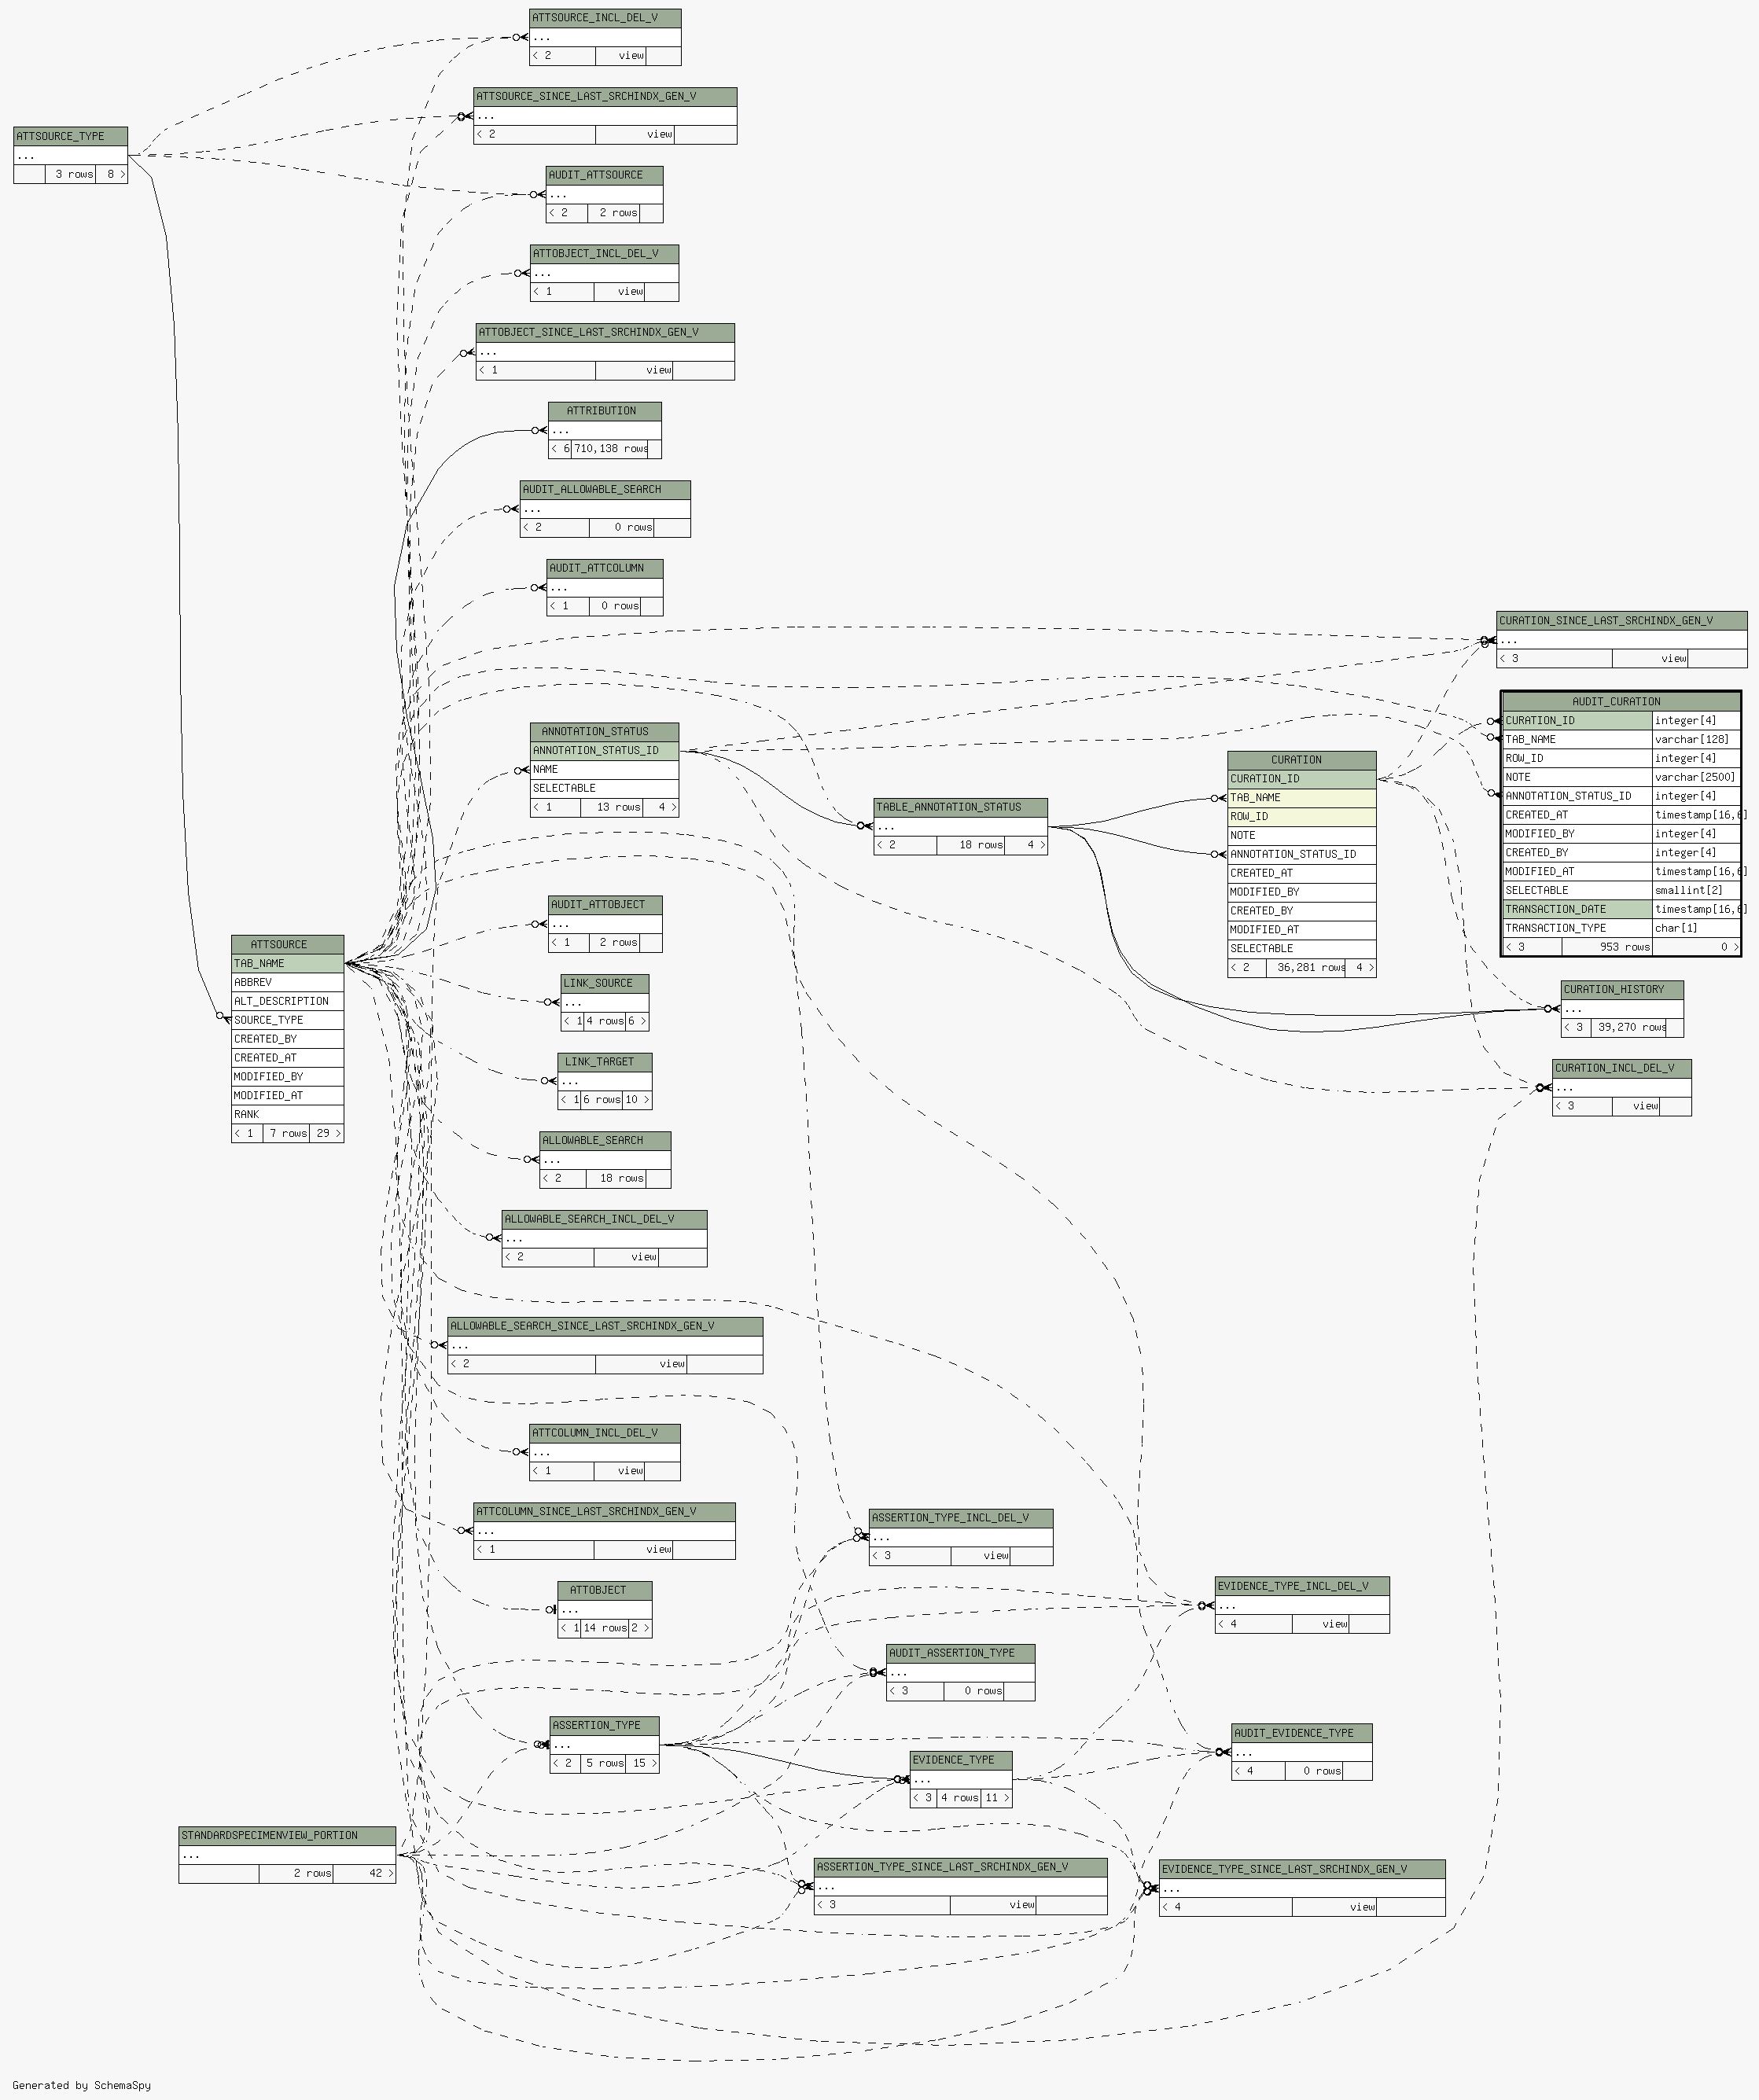 ATTSOURCE_INCL_DEL_V
...
< 2 view
ATTSOURCE_SINCE_LAST_SRCHINDX_GEN_V
...
< 2 view
ATTSOURCE_TYPE
...
3 rows 8 >
AUDIT_ATTSOURCE
...
< 2 2 rows
ATTOBJECT_INCL_DEL_V
...
< 1 view
ATTOBJECT_SINCE_LAST_SRCHINDX_GEN_V
...
< 1 view
ATTRIBUTION
...
< 6 710,138 rows
AUDIT_ALLOWABLE_SEARCH
...
< 2 0 rows
AUDIT_ATTCOLUMN
...
< 1 0 rows
CURATION_SINCE_LAST_SRCHINDX_GEN_V
...
< 3 view
AUDIT_CURATION
CURATION_ID integer[4]
TAB_NAME varchar[128]
ROW_ID integer[4]
NOTE varchar[2500]
ANNOTATION_STATUS_ID integer[4]
CREATED_AT timestamp[16,6]
MODIFIED_BY integer[4]
CREATED_BY integer[4]
MODIFIED_AT timestamp[16,6]
SELECTABLE smallint[2]
TRANSACTION_DATE timestamp[16,6]
TRANSACTION_TYPE char[1]
< 3 953 rows 0 >
ANNOTATION_STATUS
ANNOTATION_STATUS_ID
NAME
SELECTABLE
< 1 13 rows 4 >
CURATION
CURATION_ID
TAB_NAME
ROW_ID
NOTE
ANNOTATION_STATUS_ID
CREATED_AT
MODIFIED_BY
CREATED_BY
MODIFIED_AT
SELECTABLE
< 2 36,281 rows 4 >
TABLE_ANNOTATION_STATUS
...
< 2 18 rows 4 >
AUDIT_ATTOBJECT
...
< 1 2 rows
ATTSOURCE
TAB_NAME
ABBREV
ALT_DESCRIPTION
SOURCE_TYPE
CREATED_BY
CREATED_AT
MODIFIED_BY
MODIFIED_AT
RANK
< 1 7 rows 29 >
LINK_SOURCE
...
< 1 4 rows 6 >
CURATION_HISTORY
...
< 3 39,270 rows
LINK_TARGET
...
< 1 6 rows 10 >
CURATION_INCL_DEL_V
...
< 3 view
ALLOWABLE_SEARCH
...
< 2 18 rows
ALLOWABLE_SEARCH_INCL_DEL_V
...
< 2 view
ALLOWABLE_SEARCH_SINCE_LAST_SRCHINDX_GEN_V
...
< 2 view
ATTCOLUMN_INCL_DEL_V
...
< 1 view
ATTCOLUMN_SINCE_LAST_SRCHINDX_GEN_V
...
< 1 view
ASSERTION_TYPE_INCL_DEL_V
...
< 3 view
ATTOBJECT
...
< 1 14 rows 2 >
EVIDENCE_TYPE_INCL_DEL_V
...
< 4 view
AUDIT_ASSERTION_TYPE
...
< 3 0 rows
ASSERTION_TYPE
...
< 2 5 rows 15 >
AUDIT_EVIDENCE_TYPE
...
< 4 0 rows
EVIDENCE_TYPE
...
< 3 4 rows 11 >
STANDARDSPECIMENVIEW_PORTION
...
2 rows 42 >
ASSERTION_TYPE_SINCE_LAST_SRCHINDX_GEN_V
...
< 3 view
EVIDENCE_TYPE_SINCE_LAST_SRCHINDX_GEN_V
...
< 4 view
Generated by SchemaSpy